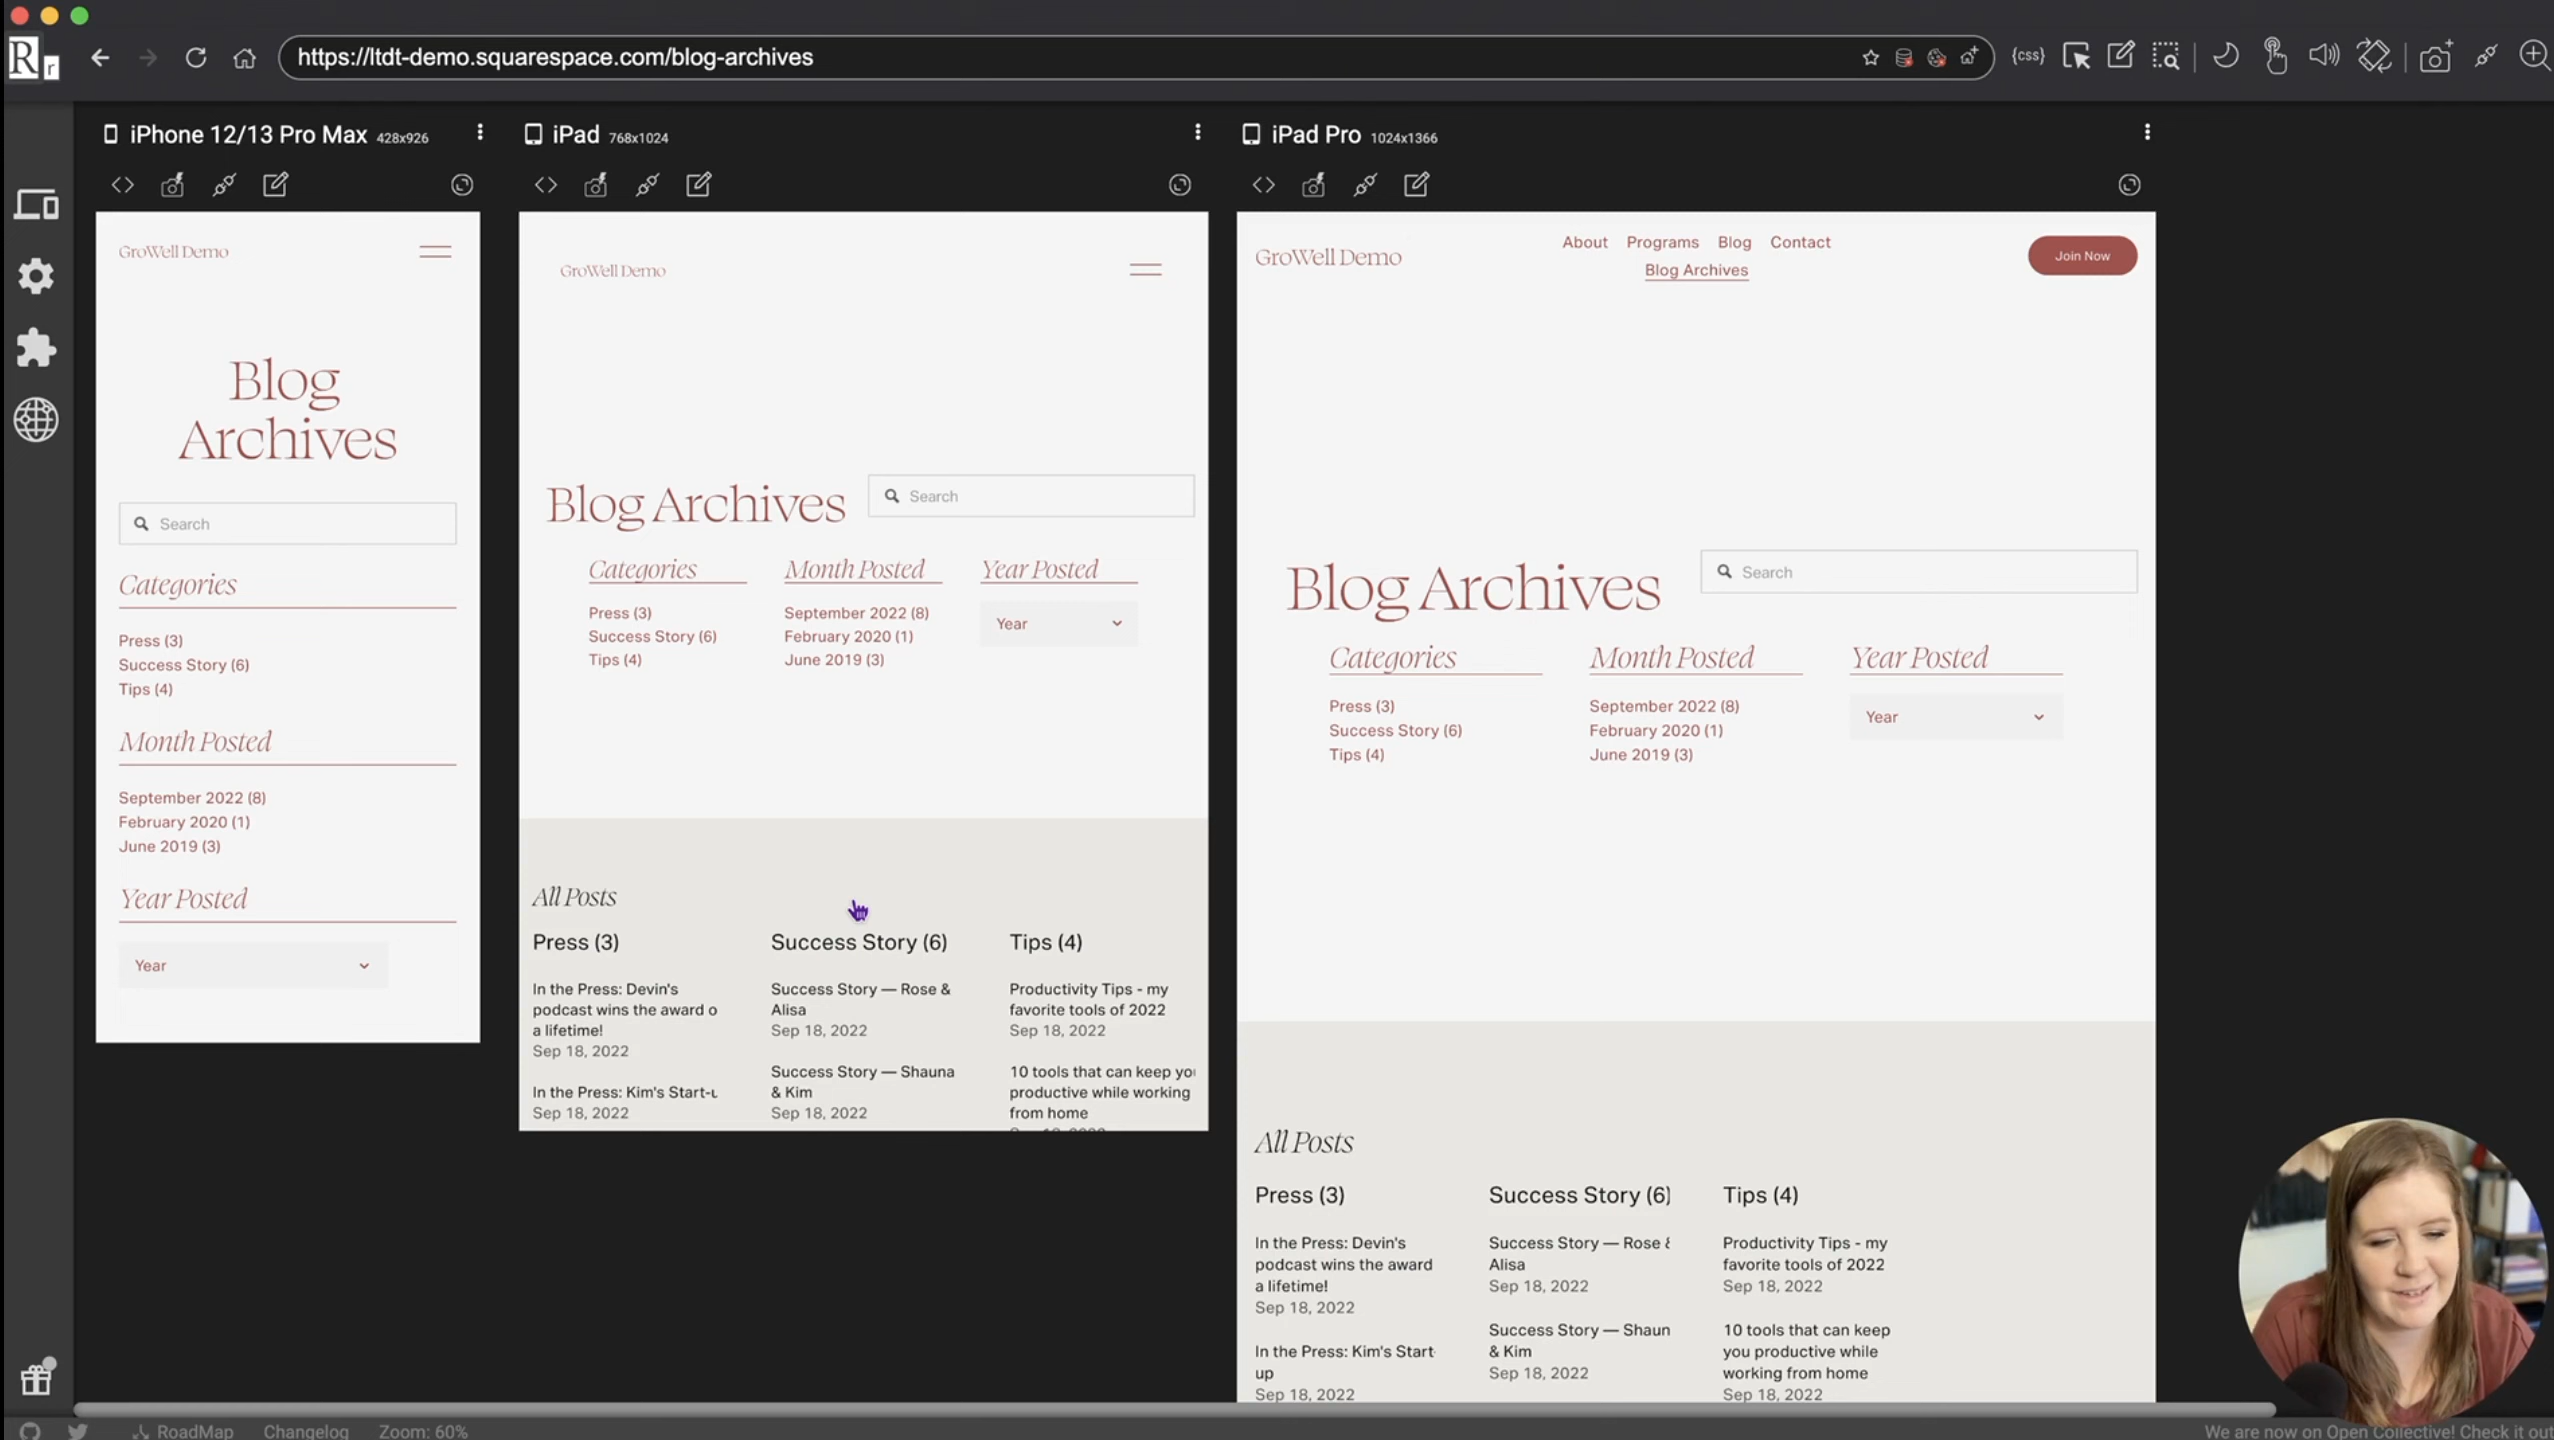 R
r
https://ltdt-demo.squarespace.com/blog-archives
{css}
iPhone 12/13 Pro Max 428x926
GroWell Demo
Blog
Archives
Search
Categories
Press (3)
Success Story (6)
Tips (4)
Month Posted
September 2022 (8)
February 2020 (1)
June 2019 (3)
Year Posted
Year
iPad 768x1024
GroWell Demo
Blog Archives
Search
Categories
Press (3)
Success Story (6)
Tips (4)
Month Posted
September 2022 (8)
February 2020 (1)
June 2019 (3)
Year Posted
Year
All Posts
Press (3)
In the Press: Devin's
podcast wins the award o
a lifetime!
Sep 18, 2022
In the Press: Kim's Start-u
Sep 18, 2022
Success Story (6)
Success Story — Rose &
Alisa
Sep 18, 2022
Success Story — Shauna
& Kim
Sep 18, 2022
Tips (4)
Productivity Tips - my
favorite tools of 2022
Sep 18, 2022
10 tools that can keep you
productive while working
from home
iPad Pro 1024x1366
GroWell Demo
About Programs Blog Contact
Blog Archives
Join Now
Blog Archives
Search
Categories
Press (3)
Success Story (6)
Tips (4)
Month Posted
September 2022 (8)
February 2020 (1)
June 2019 (3)
Year Posted
Year
All Posts
Press (3)
In the Press: Devin's
podcast wins the award
a lifetime!
Sep 18, 2022
In the Press: Kim's Start-
up
Sep 18, 2022
Success Story (6)
Success Story — Rose &
Alisa
Sep 18, 2022
Success Story — Shaun
& Kim
Sep 18, 2022
Tips (4)
Productivity Tips - my
favorite tools of 2022
Sep 18, 2022
10 tools that can keep
you productive while
working from home
Sep 18, 2022
RoadMap Changelog Zoom: 60%
We are now on Open Collective! Check it out